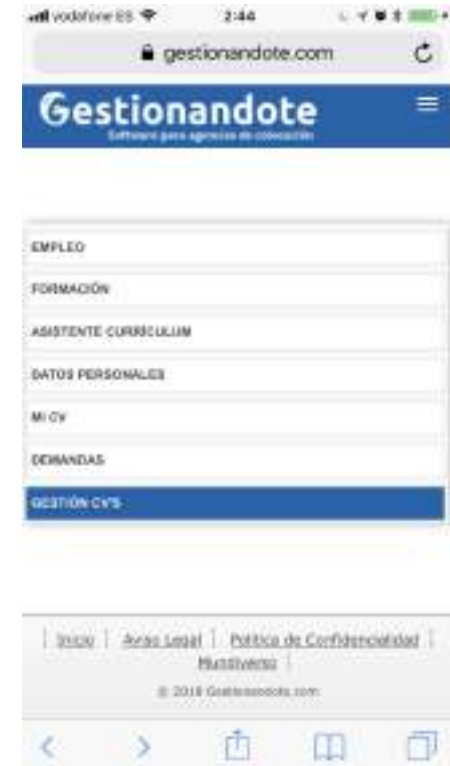 vodafone ES 2:44
gestionandote.com
Gestionandote
Software para agencias de colocación
EMPLEO
FORMACIÓN
ASISTENTE CURRÍCULUM
DATOS PERSONALES
MI CV
DEMANDAS
GESTIÓN CV'S
Inicio | Aviso Legal | Política de Confidencialidad |
|
© 2018 Gestionandote.com